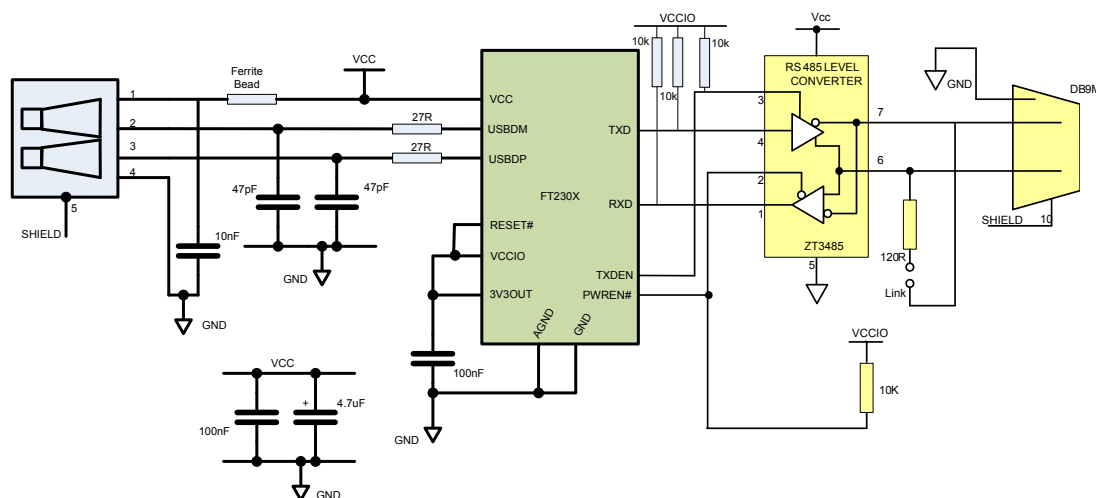 VCCIO
Vcc
10k
10k
10k
VCC
Ferrite
Bead
RS 485 LEVEL
CONVERTER
GND
DB9M
1
VCC
3
7
2
27R
USBDM
TXD
4
3
27R
USBDP
6
4
2
47pF
47pF
FT230X
5
RXD
1
SHIELD
RESET#
SHIELD
10
10nF
ZT3485
VCCIO
120R
GND
TXDEN
5
3V3OUT
PWREN#
Link
GND
AGND
GND
VCCIO
VCC
100nF
10K
4.7uF
+
100nF
GND
GND